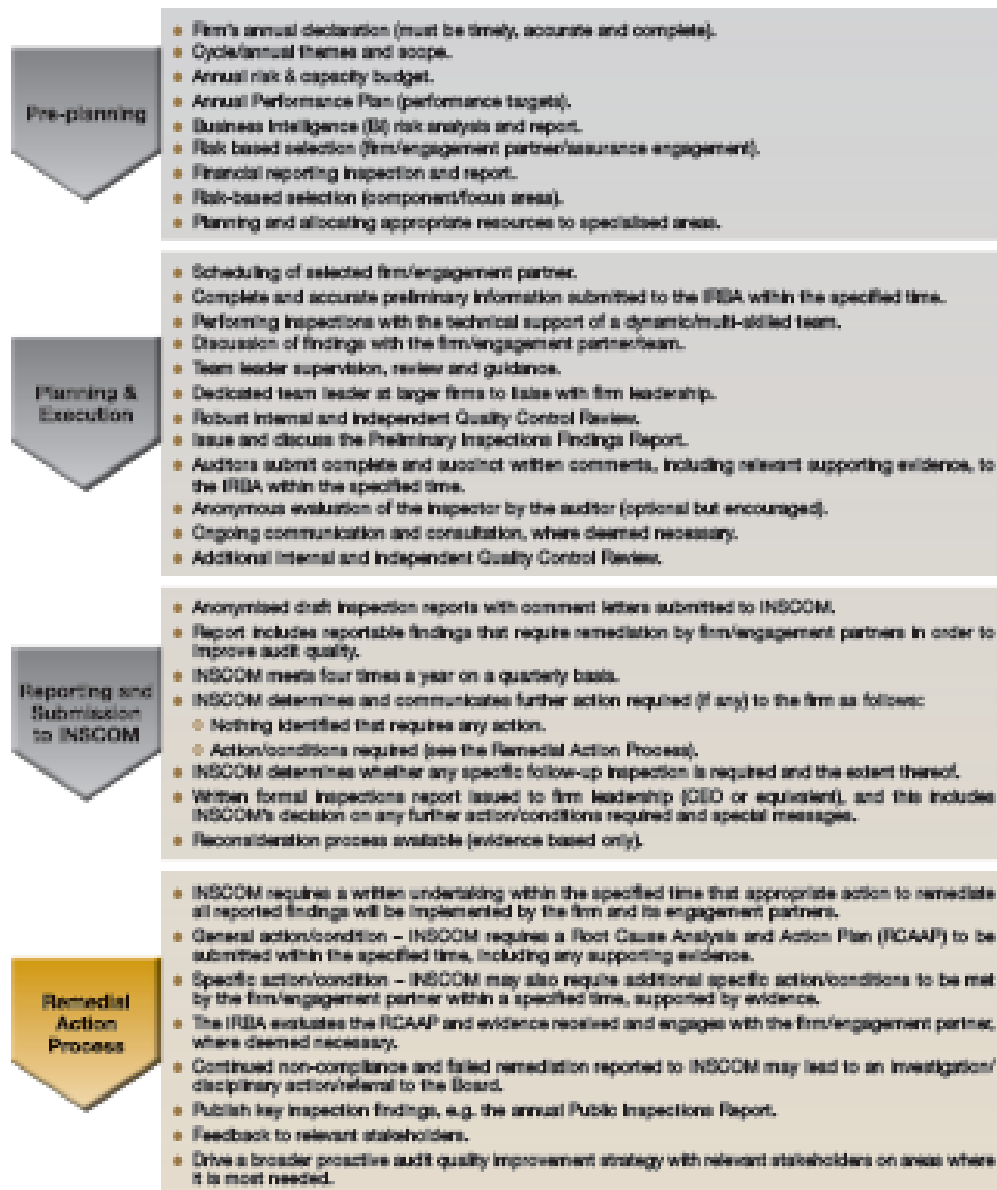 Pre-planning
Firm's annual declaration (must be timely, accurate and complete).
Cycle/annual themes and scope.
Annual risk & capacity budget.
Annual Performance Plan (performance targets).
Business Intelligence (BI) risk analysis and report.
Risk based selection (firm/engagement partner/assurance engagement).
Financial reporting inspection and report.
Risk-based selection (component/focus areas).
Planning and allocating appropriate resources to specialised areas.
Planning &
Execution
Scheduling of selected firm/engagement partner.
Complete and accurate preliminary information submitted to the IRBA within the specified time.
Performing inspections with the technical support of a dynamic/multi-skilled team.
Discussion of findings with the firm/engagement partner/team.
Team leader supervision, review and guidance.
Dedicated team leader at larger firms to liaise with firm leadership.
Robust internal and independent Quality Control Review.
Issue and discuss the Preliminary Inspections Findings Report.
Auditors submit complete and succinct written comments, including relevant supporting evidence, to
the IRBA within the specified time.
Anonymous evaluation of the inspector by the auditor (optional but encouraged).
Ongoing communication and consultation, where deemed necessary.
Additional internal and independent Quality Control Review.
Reporting and
Submission
to INSCOM
Anonymised draft inspection reports with comment letters submitted to INSCOM.
Report includes reportable findings that require remediation by firm/engagement partners in order to
improve audit quality.
INSCOM meets four times a year on a quarterly basis.
INSCOM determines and communicates further action required (if any) to the firm as follows:
Nothing identified that requires any action.
Action/conditions required (see the Remedial Action Process).
INSCOM determines whether any specific follow-up inspection is required and the extent thereof.
Written formal inspections report issued to firm leadership (CEO or equivalent), and this includes
INSCOM's decision on any further action/conditions required and special messages.
Reconsideration process available (evidence based only).
Remedial
Action
Process
INSCOM requires a written undertaking within the specified time that appropriate action to remediate
all reported findings will be implemented by the firm and its engagement partners.
General action/condition – INSCOM requires a Root Cause Analysis and Action Plan (RCAAP) to be
submitted within the specified time, including any supporting evidence.
Specific action/condition – INSCOM may also require additional specific action/conditions to be met
by the firm/engagement partner within a specified time, supported by evidence.
The IRBA evaluates the RCAAP and evidence received and engages with the firm/engagement partner,
where deemed necessary.
Continued non-compliance and failed remediation reported to INSCOM may lead to an investigation/
disciplinary action/referral to the Board.
Publish key inspection findings, e.g. the annual Public Inspections Report.
Feedback to relevant stakeholders.
Drive a broader proactive audit quality improvement strategy with relevant stakeholders on areas where
it is most needed.